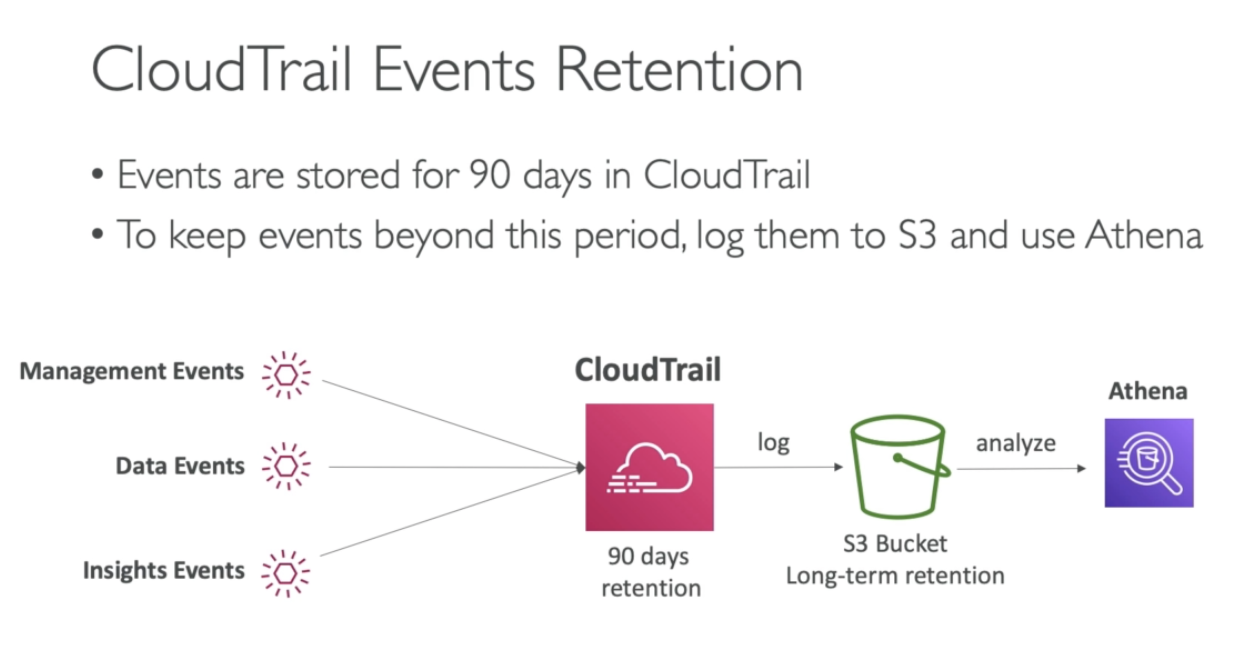 CloudTrail Events Retention
• Events are stored for 90 days in CloudTrail
• To keep events beyond this period, log them to S3 and use Athena
Management Events
Data Events
Insights Events
CloudTrail
90 days
retention
log
S3 Bucket
Long-term retention
analyze
Athena